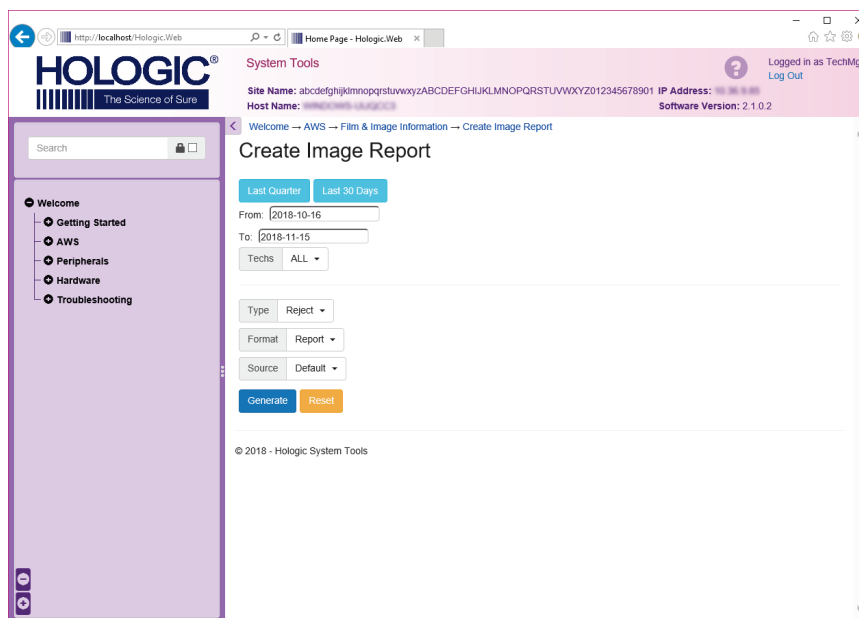 http://localhost/Hologic.Web
Home Page - Hologic.Web
HOLOGIC®
The Science of Sure
System Tools
Logged in as TechMg
Log Out
Site Name: abcdefghijklmnopqrstuvwxyzABCDEFGHIJKLMNOPQRSTUVWXYZ012345678901 IP Address:
Host Name:
Software Version: 2.1.0.2
Search
Welcome → AWS → Film & Image Information → Create Image Report
Create Image Report
Welcome
Getting Started
AWS
Peripherals
Hardware
Troubleshooting
Last Quarter
Last 30 Days
From: 2018-10-16
To: 2018-11-15
Techs ALL
Type Reject
Format Report
Source Default
Generate
Reset
© 2018 - Hologic System Tools